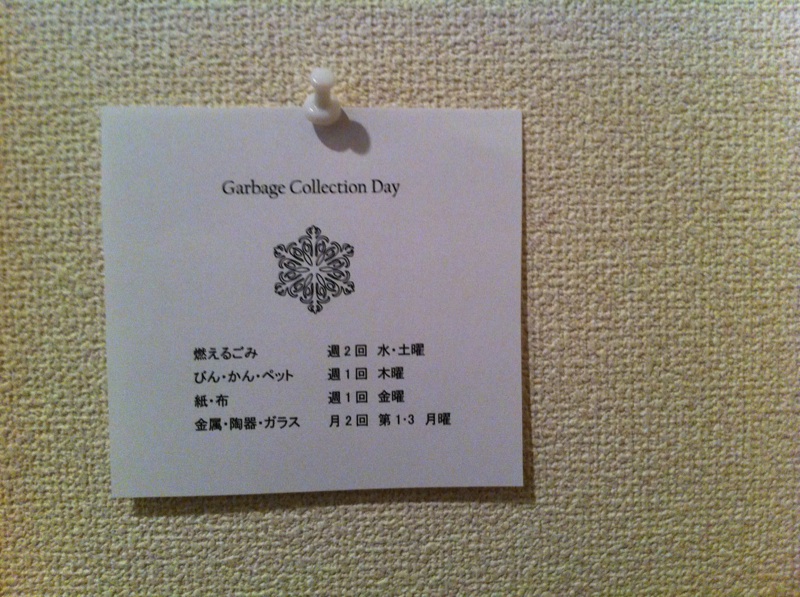 Garbage Collection Day
燃えるごみ 週2回 水・土曜
びん・かん・ペット 週1回 木曜
紙・布 週1回 金曜
金属・陶器・ガラス 月2回 第1・3 月曜